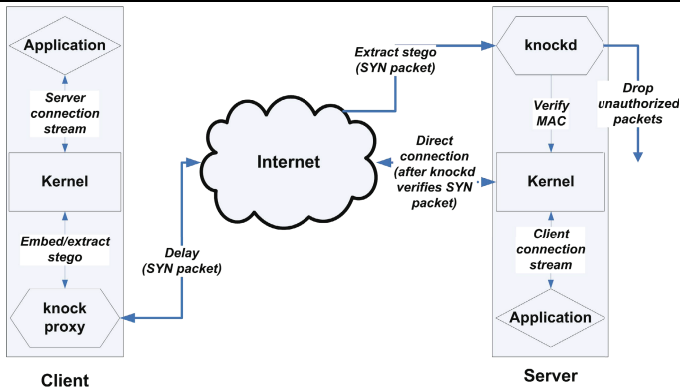 Application
Server
connection
stream
Kernel
Embed/extract
stego
knock
proxy
Client
Delay
(SYN packet)
Internet
Extract stego
(SYN packet)
Direct
connection
(after knockd
verifies SYN
packet)
knockd
Verify
MAC
Drop
unauthorized
packets
Kernel
Client
connection
stream
Application
Server